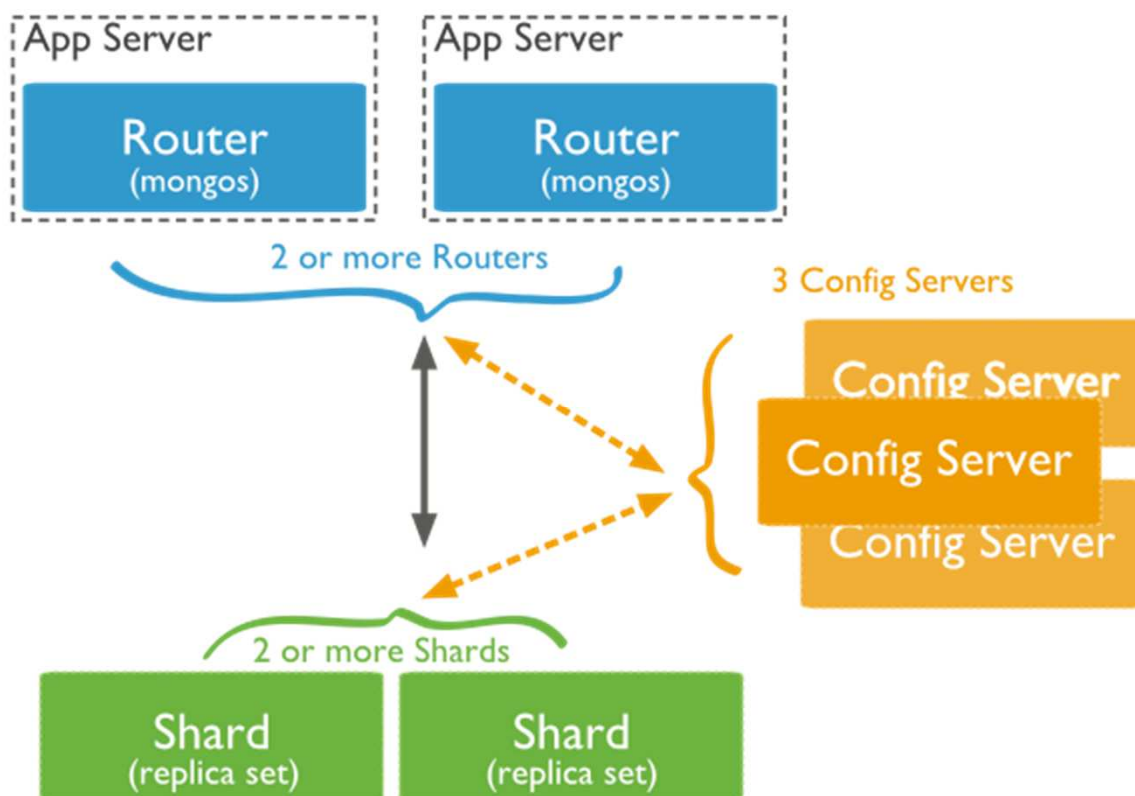 App Server
Router
(mongos)
App Server
Router
(mongos)
2 or more Routers
3 Config Servers
Config Server
Config Server
Config Server
2 or more Shards
Shard
(replica set)
Shard
(replica set)